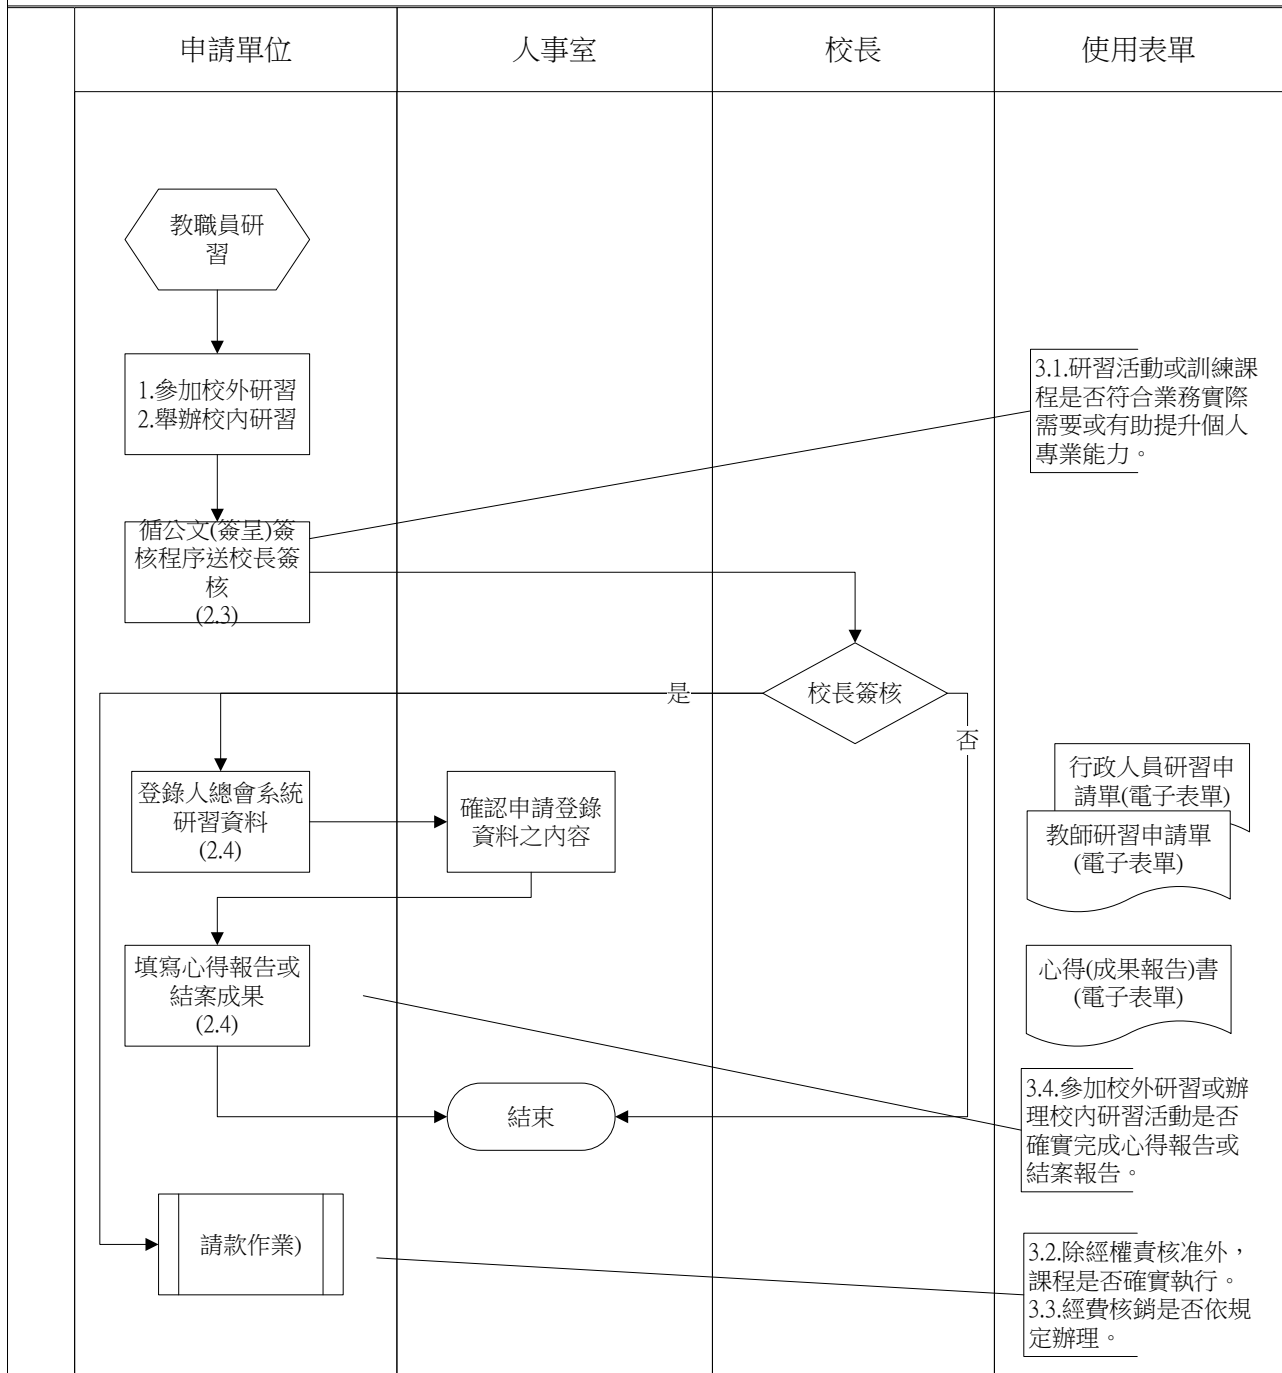 申請單位
人事室
校長
使用表單
教職員研
習
1.參加校外研習
2.舉辦校內研習
3.1.研習活動或訓練課
程是否符合業務實際
需要或有助提升個人
專業能力。
循公文(簽呈)簽
核程序送校長簽
核
(2.3)
校長簽核
是
否
登錄人總會系統
研習資料
(2.4)
確認申請登錄
資料之內容
行政人員研習申
請單(電子表單)
教師研習申請單
(電子表單)
填寫心得報告或
結案成果
(2.4)
心得(成果報告)書
(電子表單)
結束
3.4.參加校外研習或辦
理校內研習活動是否
確實完成心得報告或
結案報告。
請款作業)
3.2.除經權責核准外，
課程是否確實執行。
3.3.經費核銷是否依規
定辦理。